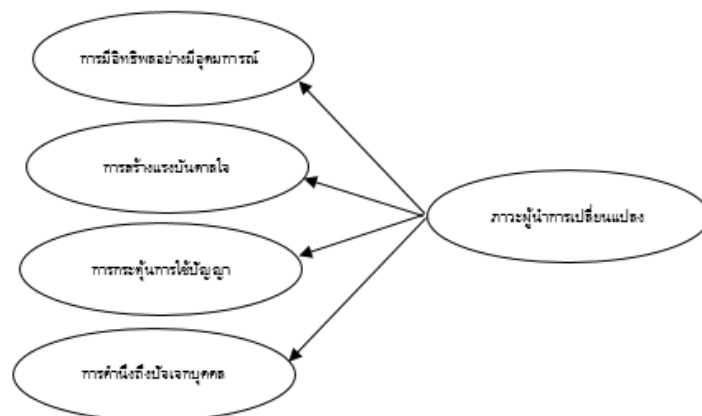 การมีอิทธิพลอย่างมีอุดมการณ์
การสร้างแรงบันดาลใจ
ภาวะผู้นำการเปลี่ยนแปลง
การกระตุ้นการใช้ปัญญา
การคำนึงถึงปัจเจกบุคคล